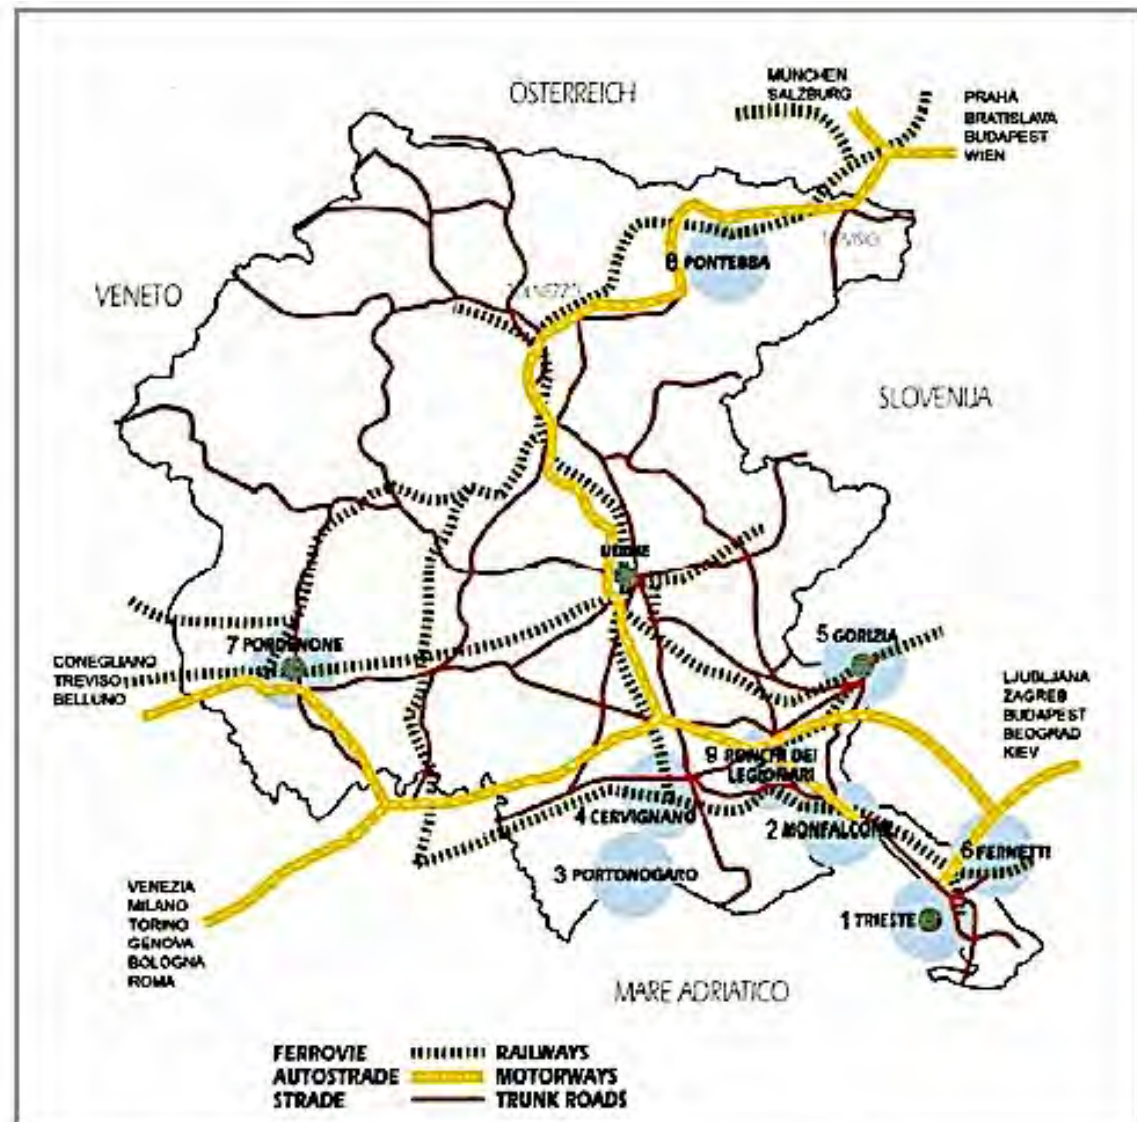 ÖSTERREICH
MÜNCHEN
SALZBURG
PRAHA
BRATISLAVA
BUDAPEST
WIEN
8 PONTEBBA
VENETO
SLOVENIJA
UDINE
7 PORDENONE
5 GORIZIA
CONEGLIANO
TREVISO
BELLUNO
LJUBLJANA
ZAGREB
BUDAPEST
BEOGRAD
KIEV
9 RONCHI DEI
LEGIONARI
4 CERVIGNANO
2 MONFALCONE
6 FERNETTI
3 PORTONOGARO
1 TRIESTE
VENEZIA
MILANO
TORINO
GENOVA
BOLOGNA
ROMA
MARE ADRIATICO
FERROVIE RAILWAYS
AUTOSTRADE MOTORWAYS
STRADE TRUNK ROADS